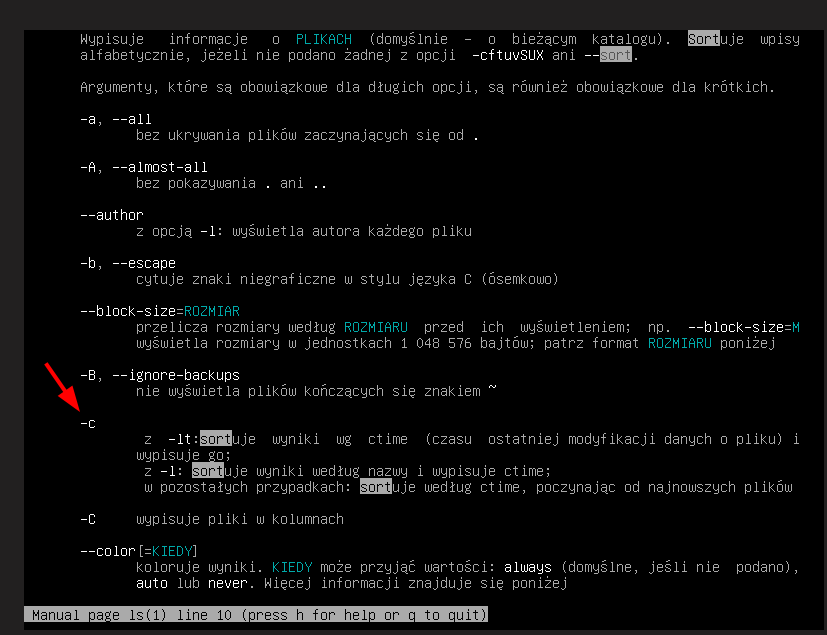 Wypisuje informacje o PLIKACH (domyślnie - o bieżącym katalogu). Sortuje wpisy
alfabetycznie, jeżeli nie podano żadnej z opcji -cftuvSUX ani --sort.
Argumenty, które są obowiązkowe dla długich opcji, są również obowiązkowe dla krótkich.
-a, --all
bez ukrywania plików zaczynających się od .
-A, --almost-all
bez pokazywania . ani ..
--author
z opcją -l: wyświetla autora każdego pliku
-b, --escape
cytuje znaki niegraficzne w stylu języka C (ósemkowo)
--block-size=ROZMIAR
przelicza rozmiary według ROZMIARU przed ich wyświetleniem; np. --block-size=M
wyświetla rozmiary w jednostkach 1 048 576 bajtów; patrz format ROZMIARU poniżej
-B, --ignore-backups
nie wyświetla plików kończących się znakiem ~
-c
z -lt:sortuje wyniki wg ctime (czasu ostatniej modyfikacji danych o pliku) i
wypisuje go;
z -l: sortuje wyniki według nazwy i wypisuje ctime;
w pozostałych przypadkach: sortuje według ctime, poczynając od najnowszych plików
-C wypisuje pliki w kolumnach
--color[=KIEDY]
koloruje wyniki. KIEDY może przyjąć wartości: always (domyślne, jeśli nie podano),
auto lub never. Więcej informacji znajduje się poniżej
Manual page ls(1) line 10 (press h for help or q to quit)